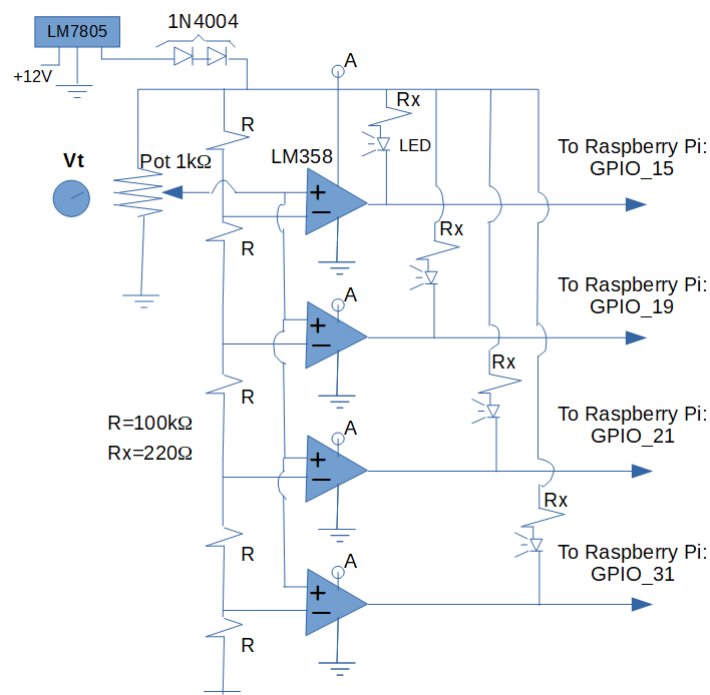 LM7805
1N4004
+12V
A
Rx
R
LED
LM358
Vt
Pot 1kΩ
To Raspberry Pi:
GPIO_15
+
−
R
Rx
A
To Raspberry Pi:
GPIO_19
+
−
Rx
R
R=100kΩ
Rx=220Ω
A
To Raspberry Pi:
GPIO_21
+
−
Rx
R
A
To Raspberry Pi:
GPIO_31
+
−
R